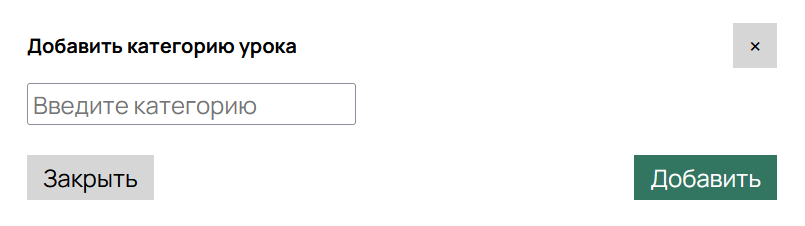 Добавить категорию урока
×
Введите категорию
Закрыть
Добавить